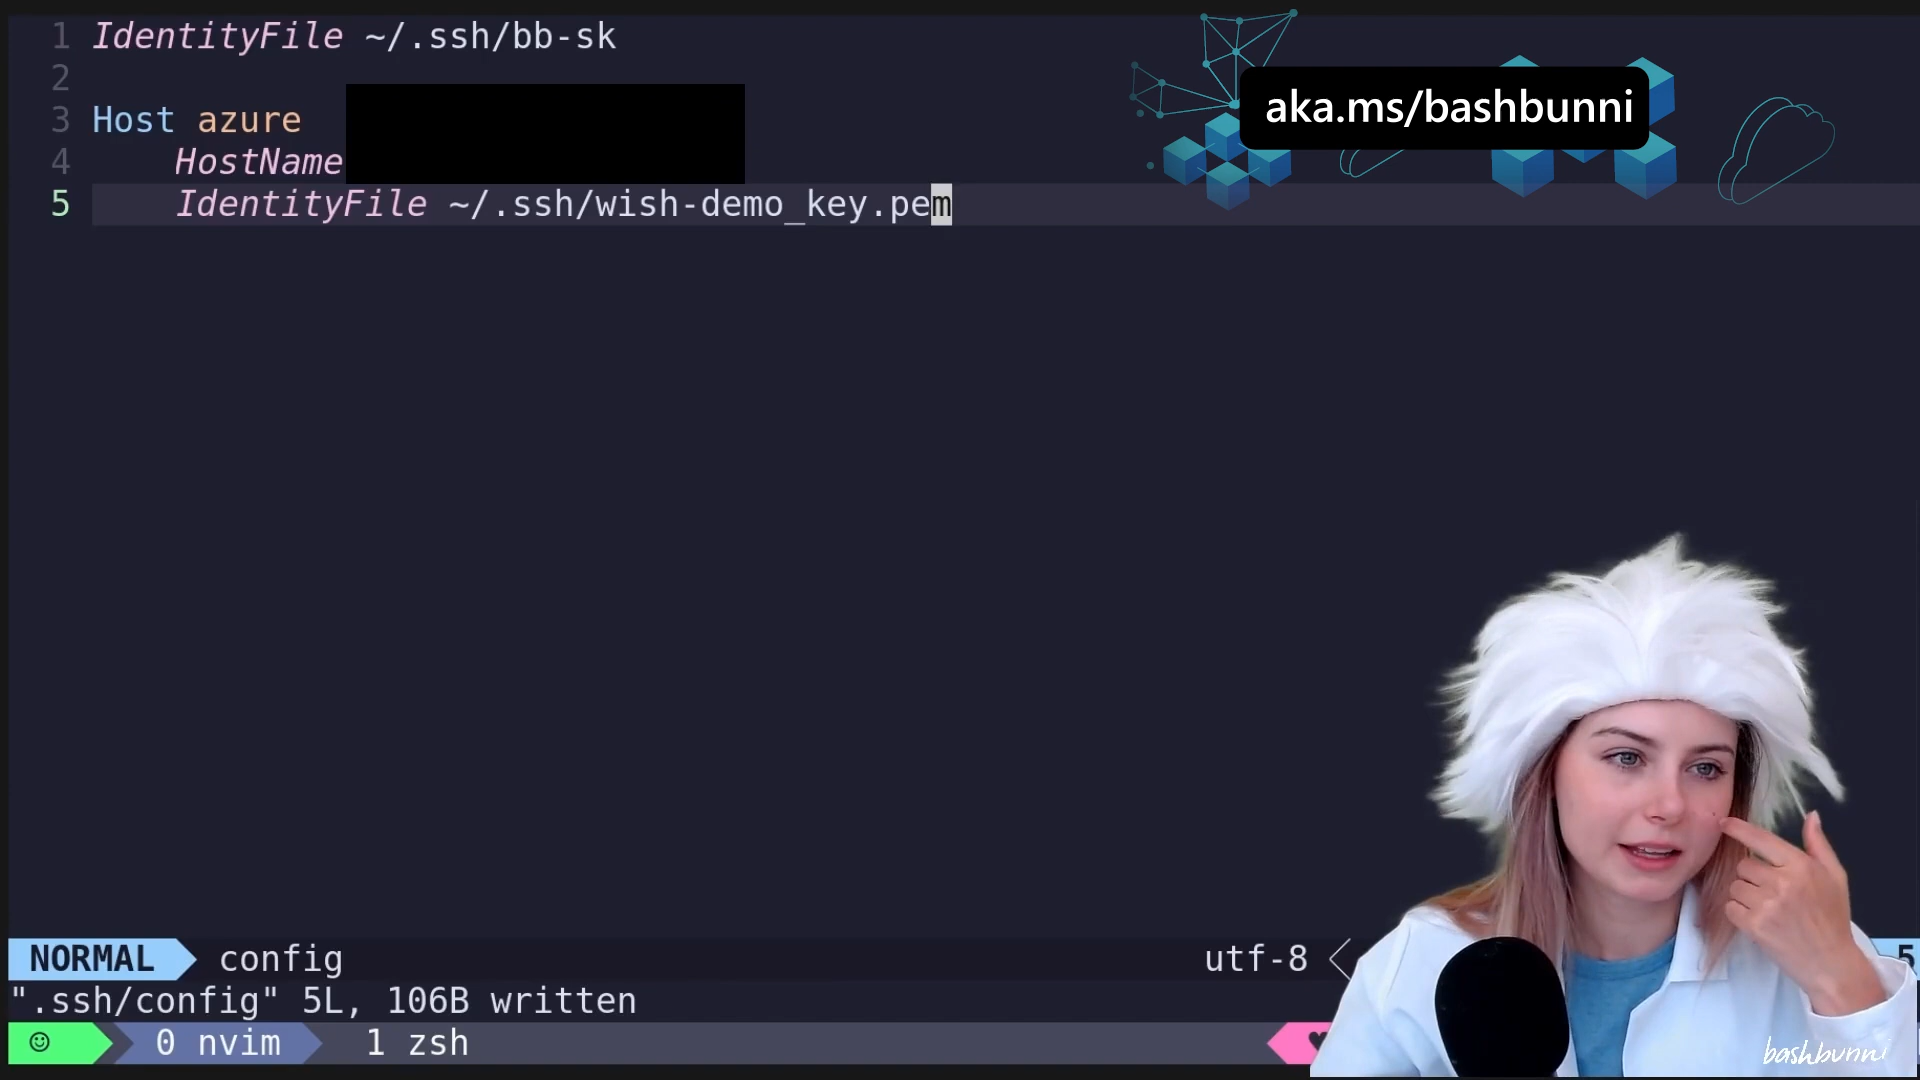 1 IdentityFile ~/.ssh/bb-sk
2
3 Host azure
4     HostName
5     IdentityFile ~/.ssh/wish-demo_key.pem
aka.ms/bashbunni
NORMAL config utf-8 5
".ssh/config" 5L, 106B written
☺ 0 nvim 1 zsh
bashbunni